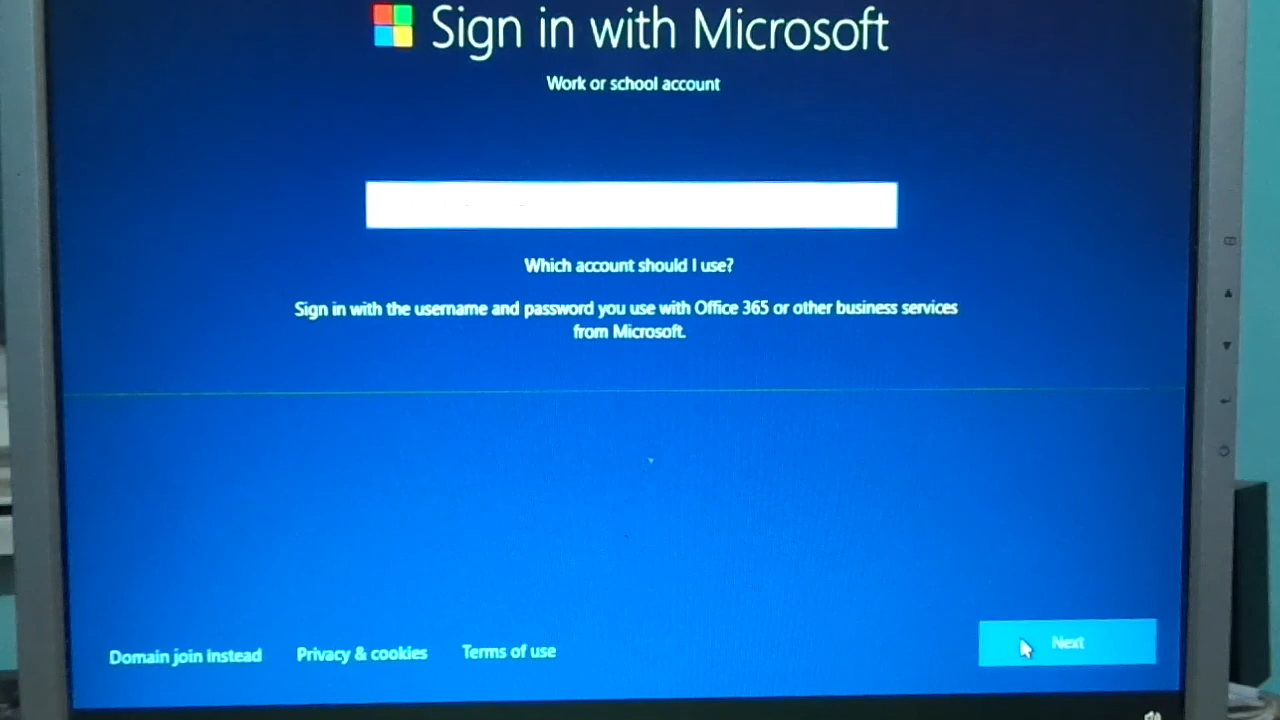 Sign in with Microsoft
Work or school account
Which account should I use?
Sign in with the username and password you use with Office 365 or other business services
from Microsoft.
Domain join instead
Privacy & cookies
Terms of use
Next